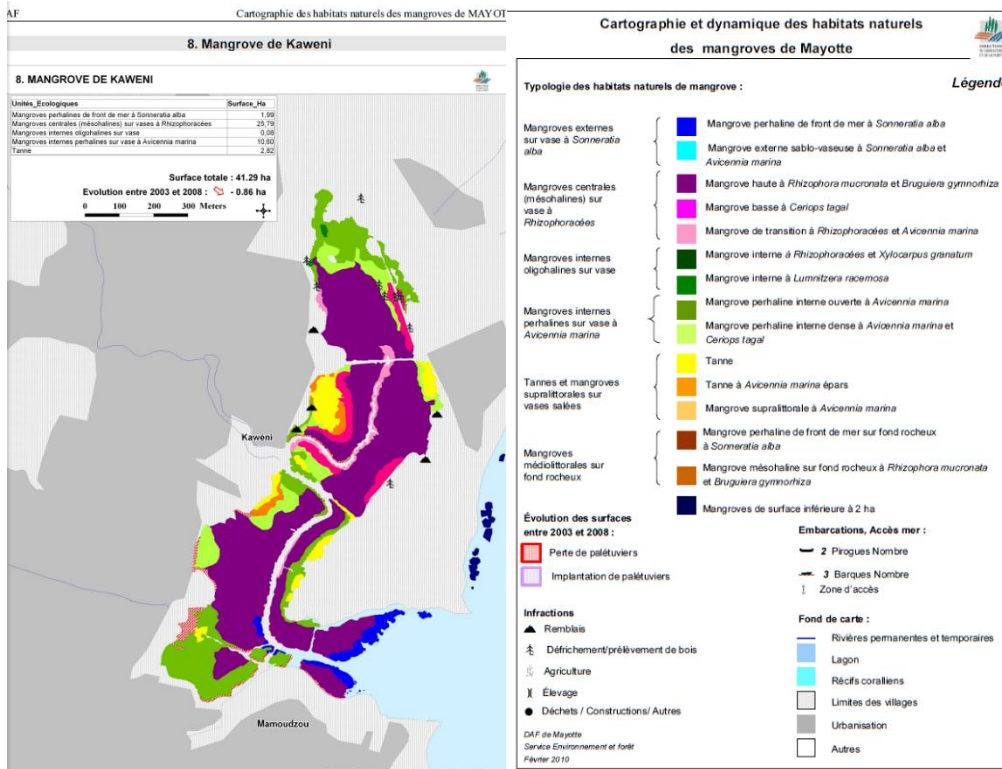 AF
Cartographie des habitats naturels des mangroves de MAYOT
8. Mangrove de Kaweni
8. MANGROVE DE KAWENI
Unités_Ecologiques Surface_Ha
Mangroves perhalines de front de mer à Sonneratia alba 1,99
Mangroves centrales (mésohalines) sur vases à Rhizophoracées 25,79
Mangroves internes oligohalines sur vase 0,08
Mangroves internes perhalines sur vase à Avicennia marina 10,60
Tanne 2,82
Surface totale : 41.29 ha
Evolution entre 2003 et 2008 : - 0.86 ha
0 100 200 300 Meters
Kawéni
Mamoudzou
Cartographie et dynamique des habitats naturels
des mangroves de Mayotte
Typologie des habitats naturels de mangrove :
Légende
Mangroves externes
sur vase à Sonneratia
alba
Mangrove perhaline de front de mer à Sonneratia alba
Mangrove externe sablo-vaseuse à Sonneratia alba et
Avicennia marina
Mangroves centrales
(mésohalines) sur
vase à
Rhizophoracées
Mangrove haute à Rhizophora mucronata et Bruguiera gymnorhiza
Mangrove basse à Ceriops tagal
Mangrove de transition à Rhizophoracées et Avicennia marina
Mangroves internes
oligohalines sur vase
Mangrove interne à Rhizophoracées et Xylocarpus granatum
Mangrove interne à Lumnitzera racemosa
Mangroves internes
perhalines sur vase à
Avicennia marina
Mangrove perhaline interne ouverte à Avicennia marina
Mangrove perhaline interne dense à Avicennia marina et
Ceriops tagal
Tannes et mangroves
supralittorales sur
vases salées
Tanne
Tanne à Avicennia marina épars
Mangrove supralittorale à Avicennia marina
Mangroves
médiolittorales sur
fond rocheux
Mangrove perhaline de front de mer sur fond rocheux
à Sonneratia alba
Mangrove mésohaline sur fond rocheux à Rhizophora mucronata
et Bruguiera gymnorhiza
Mangroves de surface inférieure à 2 ha
Évolution des surfaces
entre 2003 et 2008 :
Perte de palétuviers
Implantation de palétuviers
Infractions
Remblais
Défrichement/prélèvement de bois
Agriculture
Élevage
Déchets / Constructions/ Autres
DAF de Mayotte
Service Environnement et forêt
Février 2010
Embarcations, Accès mer :
2 Pirogues Nombre
3 Barques Nombre
Zone d'accès
Fond de carte :
Rivières permanentes et temporaires
Lagon
Récifs coralliens
Limites des villages
Urbanisation
Autres